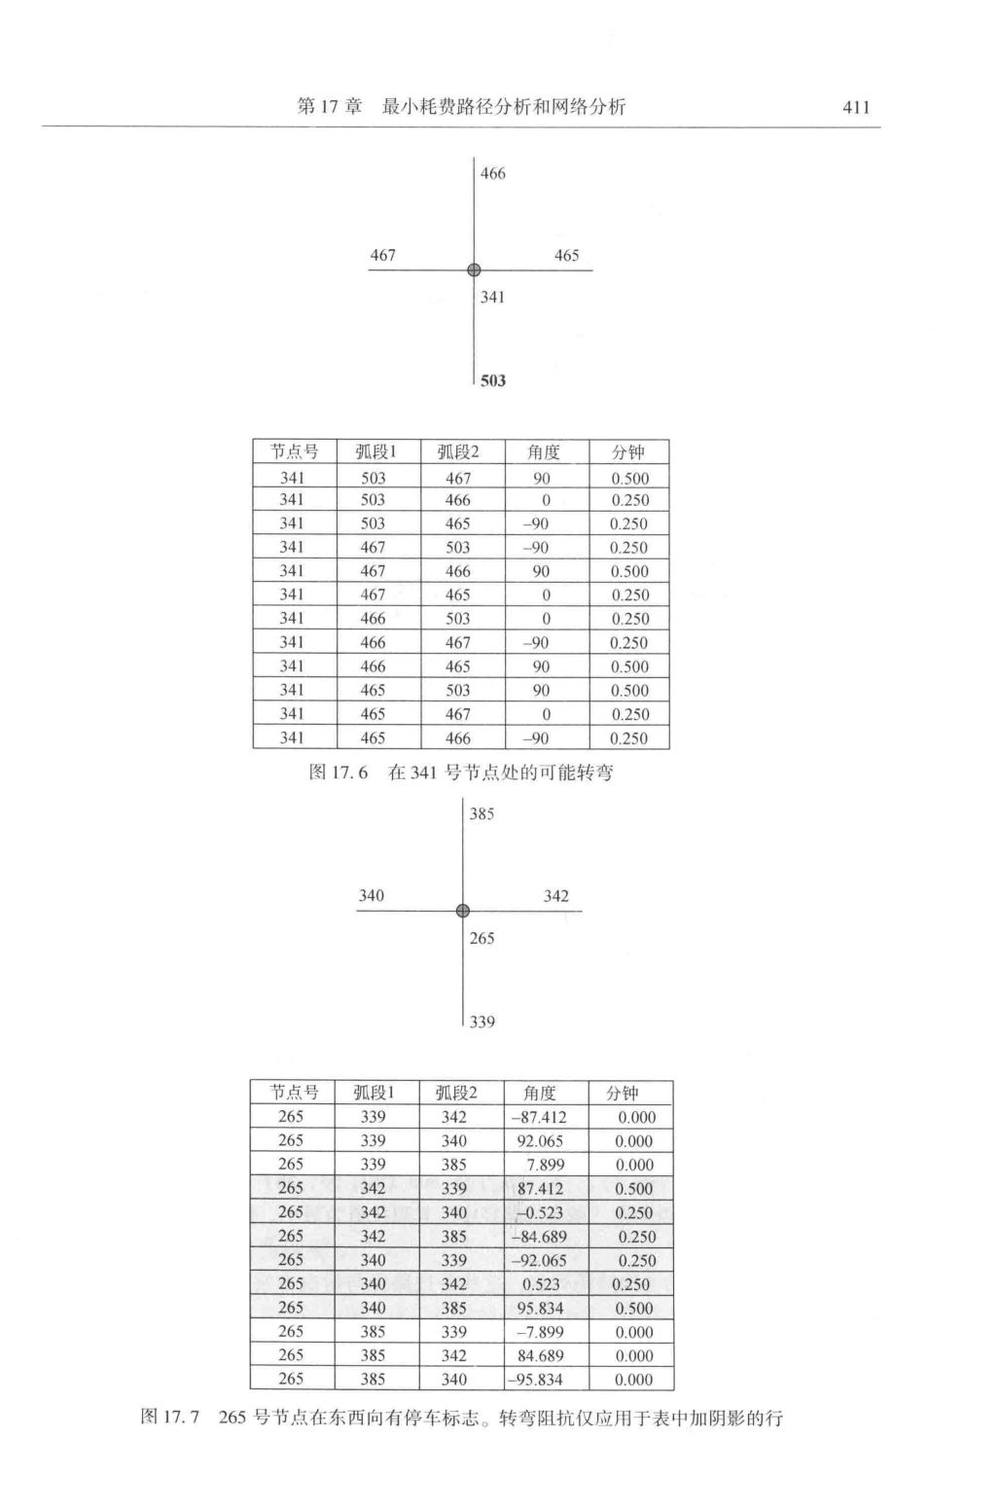 第 17 章 最小耗费路径分析和网络分析 411
466
467 465
341
503
节点号 弧段1 弧段2 角度 分钟
341 503 467 90 0.500
341 503 466 0 0.250
341 503 465 –90 0.250
341 467 503 –90 0.250
341 467 466 90 0.500
341 467 465 0 0.250
341 466 503 0 0.250
341 466 467 –90 0.250
341 466 465 90 0.500
341 465 503 90 0.500
341 465 467 0 0.250
341 465 466 –90 0.250
图 17.6 在 341 号节点处的可能转弯
385
340 342
265
339
节点号 弧段1 弧段2 角度 分钟
265 339 342 –87.412 0.000
265 339 340 92.065 0.000
265 339 385 7.899 0.000
265 342 339 87.412 0.500
265 342 340 –0.523 0.250
265 342 385 –84.689 0.250
265 340 339 –92.065 0.250
265 340 342 0.523 0.250
265 340 385 95.834 0.500
265 385 339 –7.899 0.000
265 385 342 84.689 0.000
265 385 340 –95.834 0.000
图 17.7 265 号节点在东西向有停车标志。转弯阻抗仅应用于表中加阴影的行